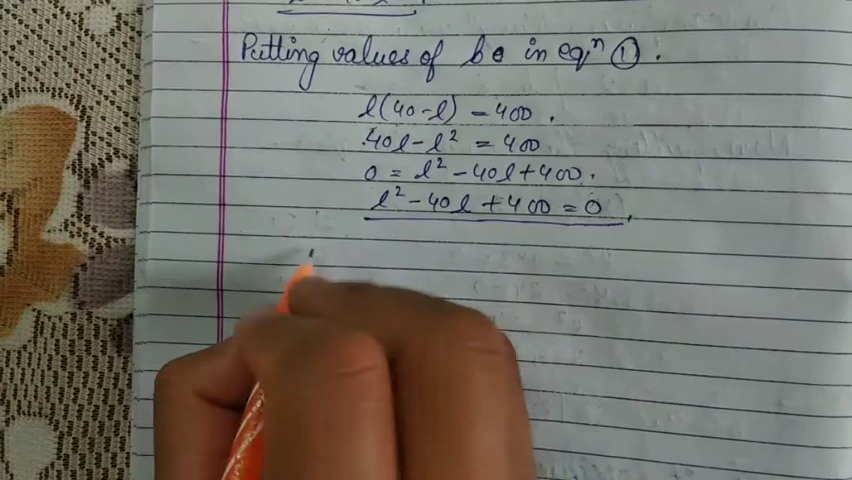 Putting values of b in eqⁿ ①.
l(40-l) = 400.
40l - l² = 400
0 = l² - 40l + 400.
l² - 40l + 400 = 0